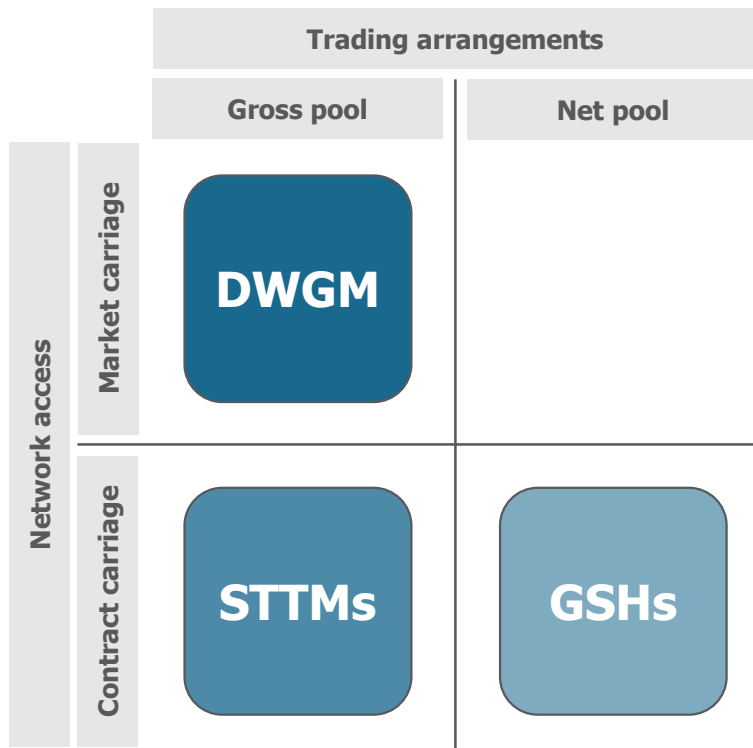 Trading arrangements
Gross pool
Net pool
Network access
Market carriage
DWGM
Contract carriage
STTMs
GSHs